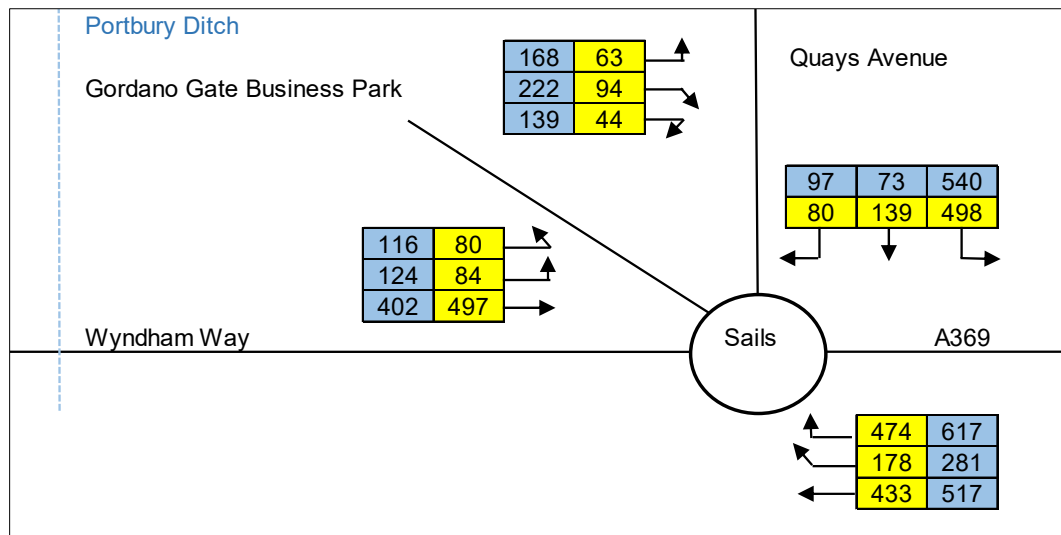 Portbury Ditch
168 63
Quays Avenue
222 94
Gordano Gate Business Park
139 44
97 73 540
80 139 498
116 80
124 84
402 497
Wyndham Way
Sails
A369
474 617
178 281
433 517